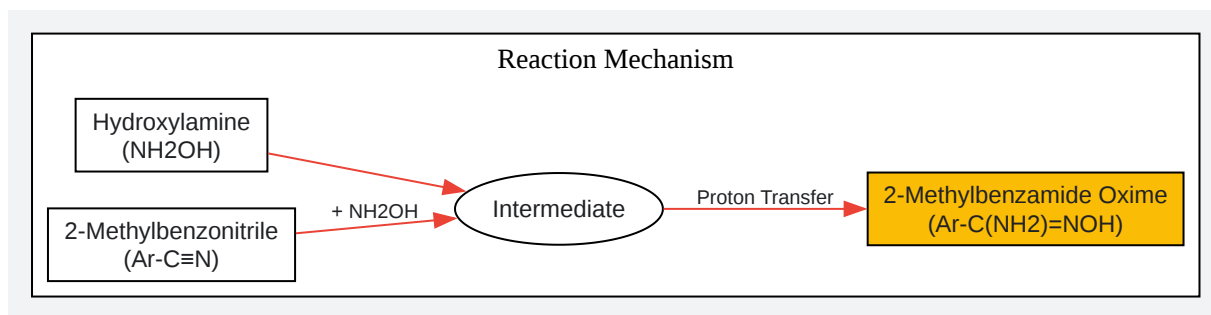 Reaction Mechanism
Hydroxylamine
(NH2OH)
2-Methylbenzonitrile
(Ar-C≡N)
+ NH2OH
Intermediate
Proton Transfer
2-Methylbenzamide Oxime
(Ar-C(NH2)=NOH)